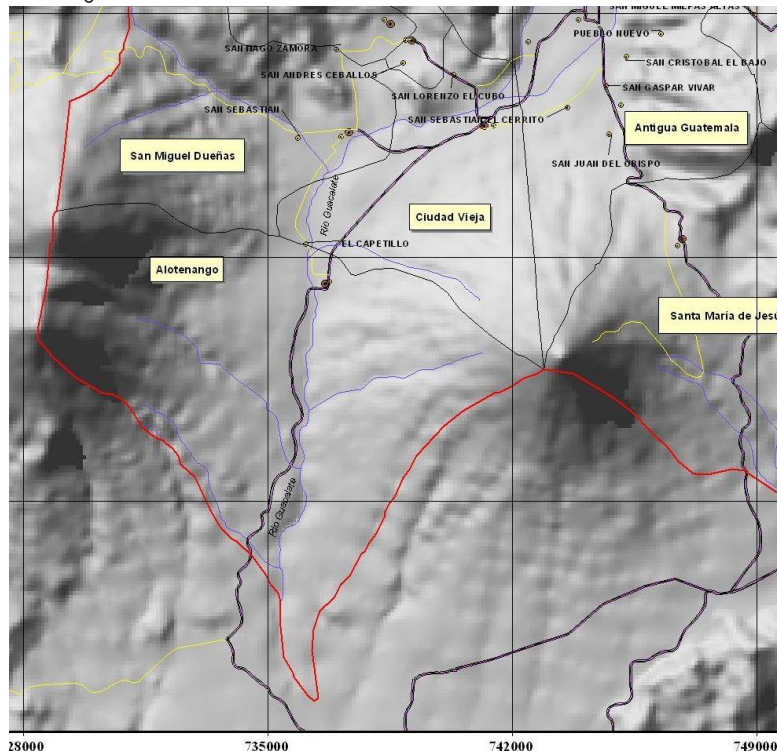 SAN MIGUEL MILPAS ALTAS
PUEBLO NUEVO
SANTIAGO ZAMORA
SAN CRISTOBAL EL BAJO
SAN ANDRES CEBALLOS
SAN GASPAR VIVAR
SAN LORENZO EL CUBO
SAN SEBASTIAN
SAN SEBASTIAN EL CERRITO
Antigua Guatemala
San Miguel Dueñas
SAN JUAN DEL OBISPO
Río Guacalate
Ciudad Vieja
EL CAPETILLO
Alotenango
Santa María de Jesú
Río Guacalate
28000
735000
742000
749000